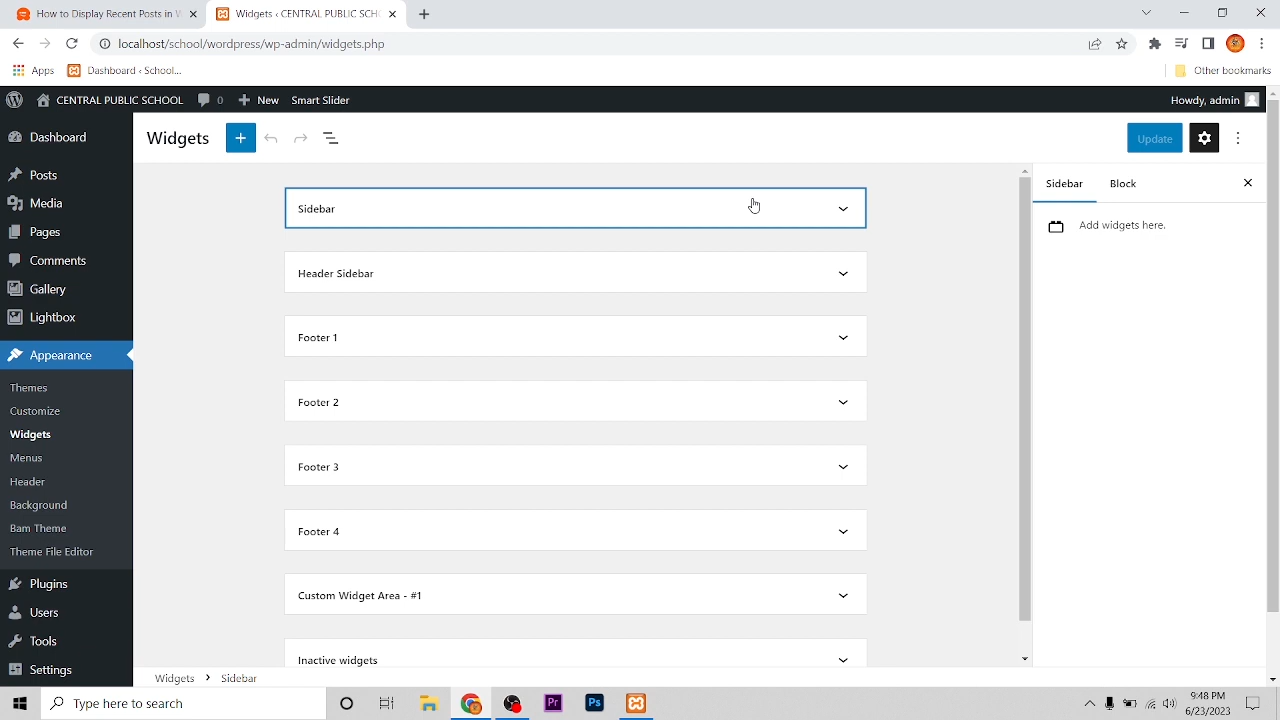 How to Display Recent Posts in W
Widgets ‹ CENTRAL PUBLIC SCHO
localhost/school/wordpress/wp-admin/widgets.php
Apps
Dashboard ‹ School...
Other bookmarks
CENTRAL PUBLIC SCHOOL
0
New
Smart Slider
Howdy, admin
Widgets
Update
Dashboard
Posts
Media
Pages
Comments
Gallery
Lightbox
Appearance
Themes
Customize
Widgets
Menus
Header
Background
Bam Theme
Theme File Editor
Plugins
Users
Tools
Settings
Sidebar
Header Sidebar
Footer 1
Footer 2
Footer 3
Footer 4
Custom Widget Area - #1
Inactive widgets
Sidebar
Block
Add widgets here.
Widgets › Sidebar
Type here to search
Pr
Ps
9:48 PM
6/23/2023